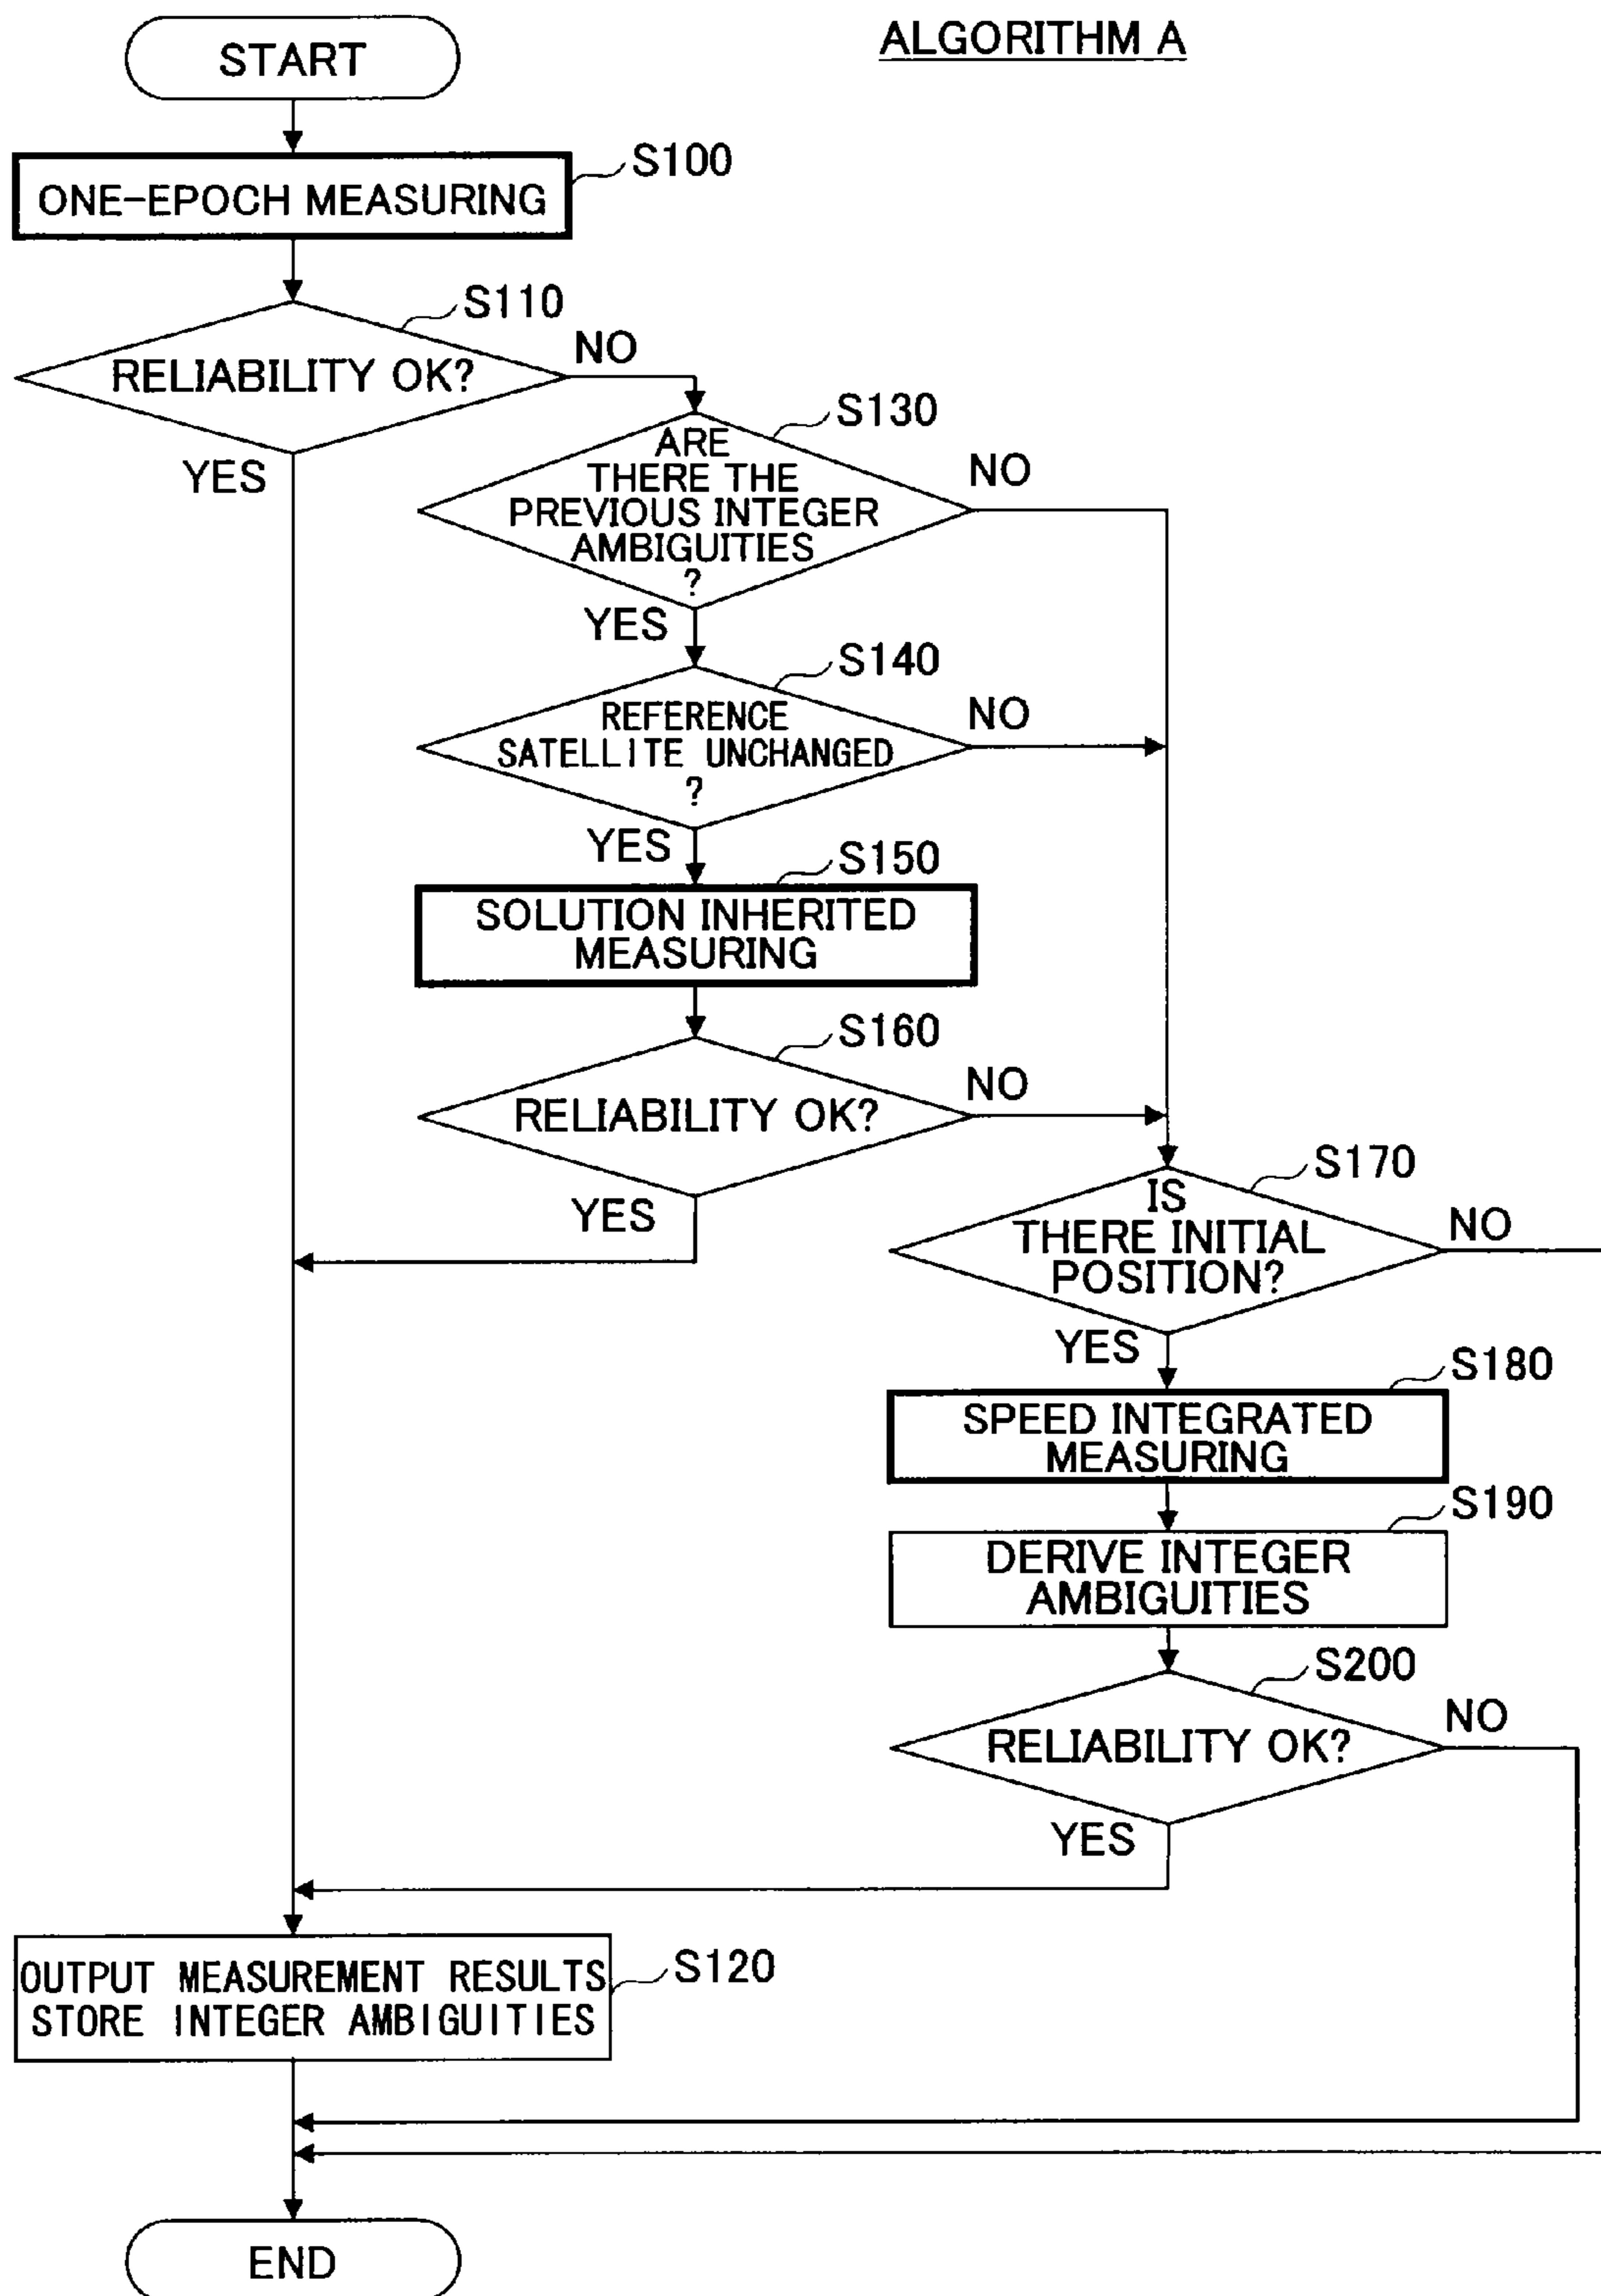 ALGORITHM A
START
S100
ONE-EPOCH MEASURING
S110
RELIABILITY OK?
NO
YES
S130
ARE
THERE THE
PREVIOUS INTEGER
AMBIGUITIES
?
NO
YES
S140
REFERENCE
SATELLITE UNCHANGED
?
NO
YES
S150
SOLUTION INHERITED
MEASURING
S160
RELIABILITY OK?
NO
YES
S170
IS
THERE INITIAL
POSITION?
NO
YES
S180
SPEED INTEGRATED
MEASURING
S190
DERIVE INTEGER
AMBIGUITIES
S200
RELIABILITY OK?
NO
YES
S120
OUTPUT MEASUREMENT RESULTS
STORE INTEGER AMBIGUITIES
END